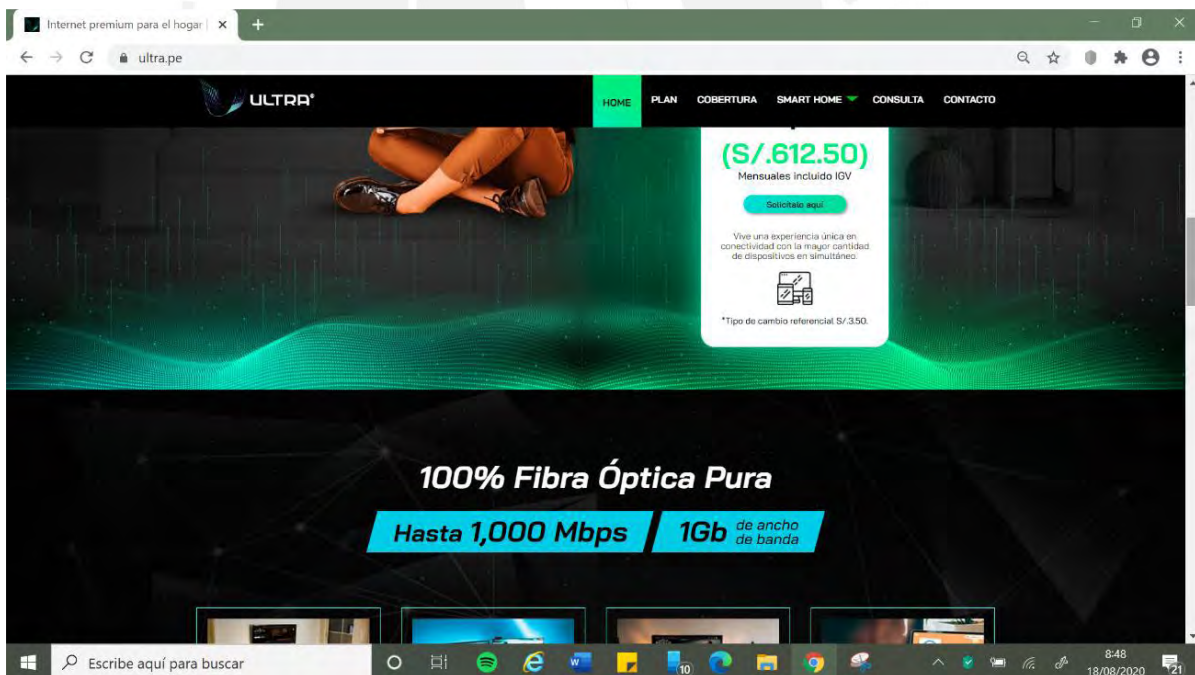 Internet premium para el hogar |
ultra.pe
ULTRA
HOME PLAN COBERTURA SMART HOME CONSULTA CONTACTO
(S/.612.50)
Mensuales incluido IGV
Solicítalo aquí
Vive una experiencia única en
conectividad con la mayor cantidad
de dispositivos en simultáneo.
*Tipo de cambio referencial S/.3.50.
100% Fibra Óptica Pura
Hasta 1,000 Mbps
1Gb de ancho
de banda
Escribe aquí para buscar
10
8:48
18/08/2020
21